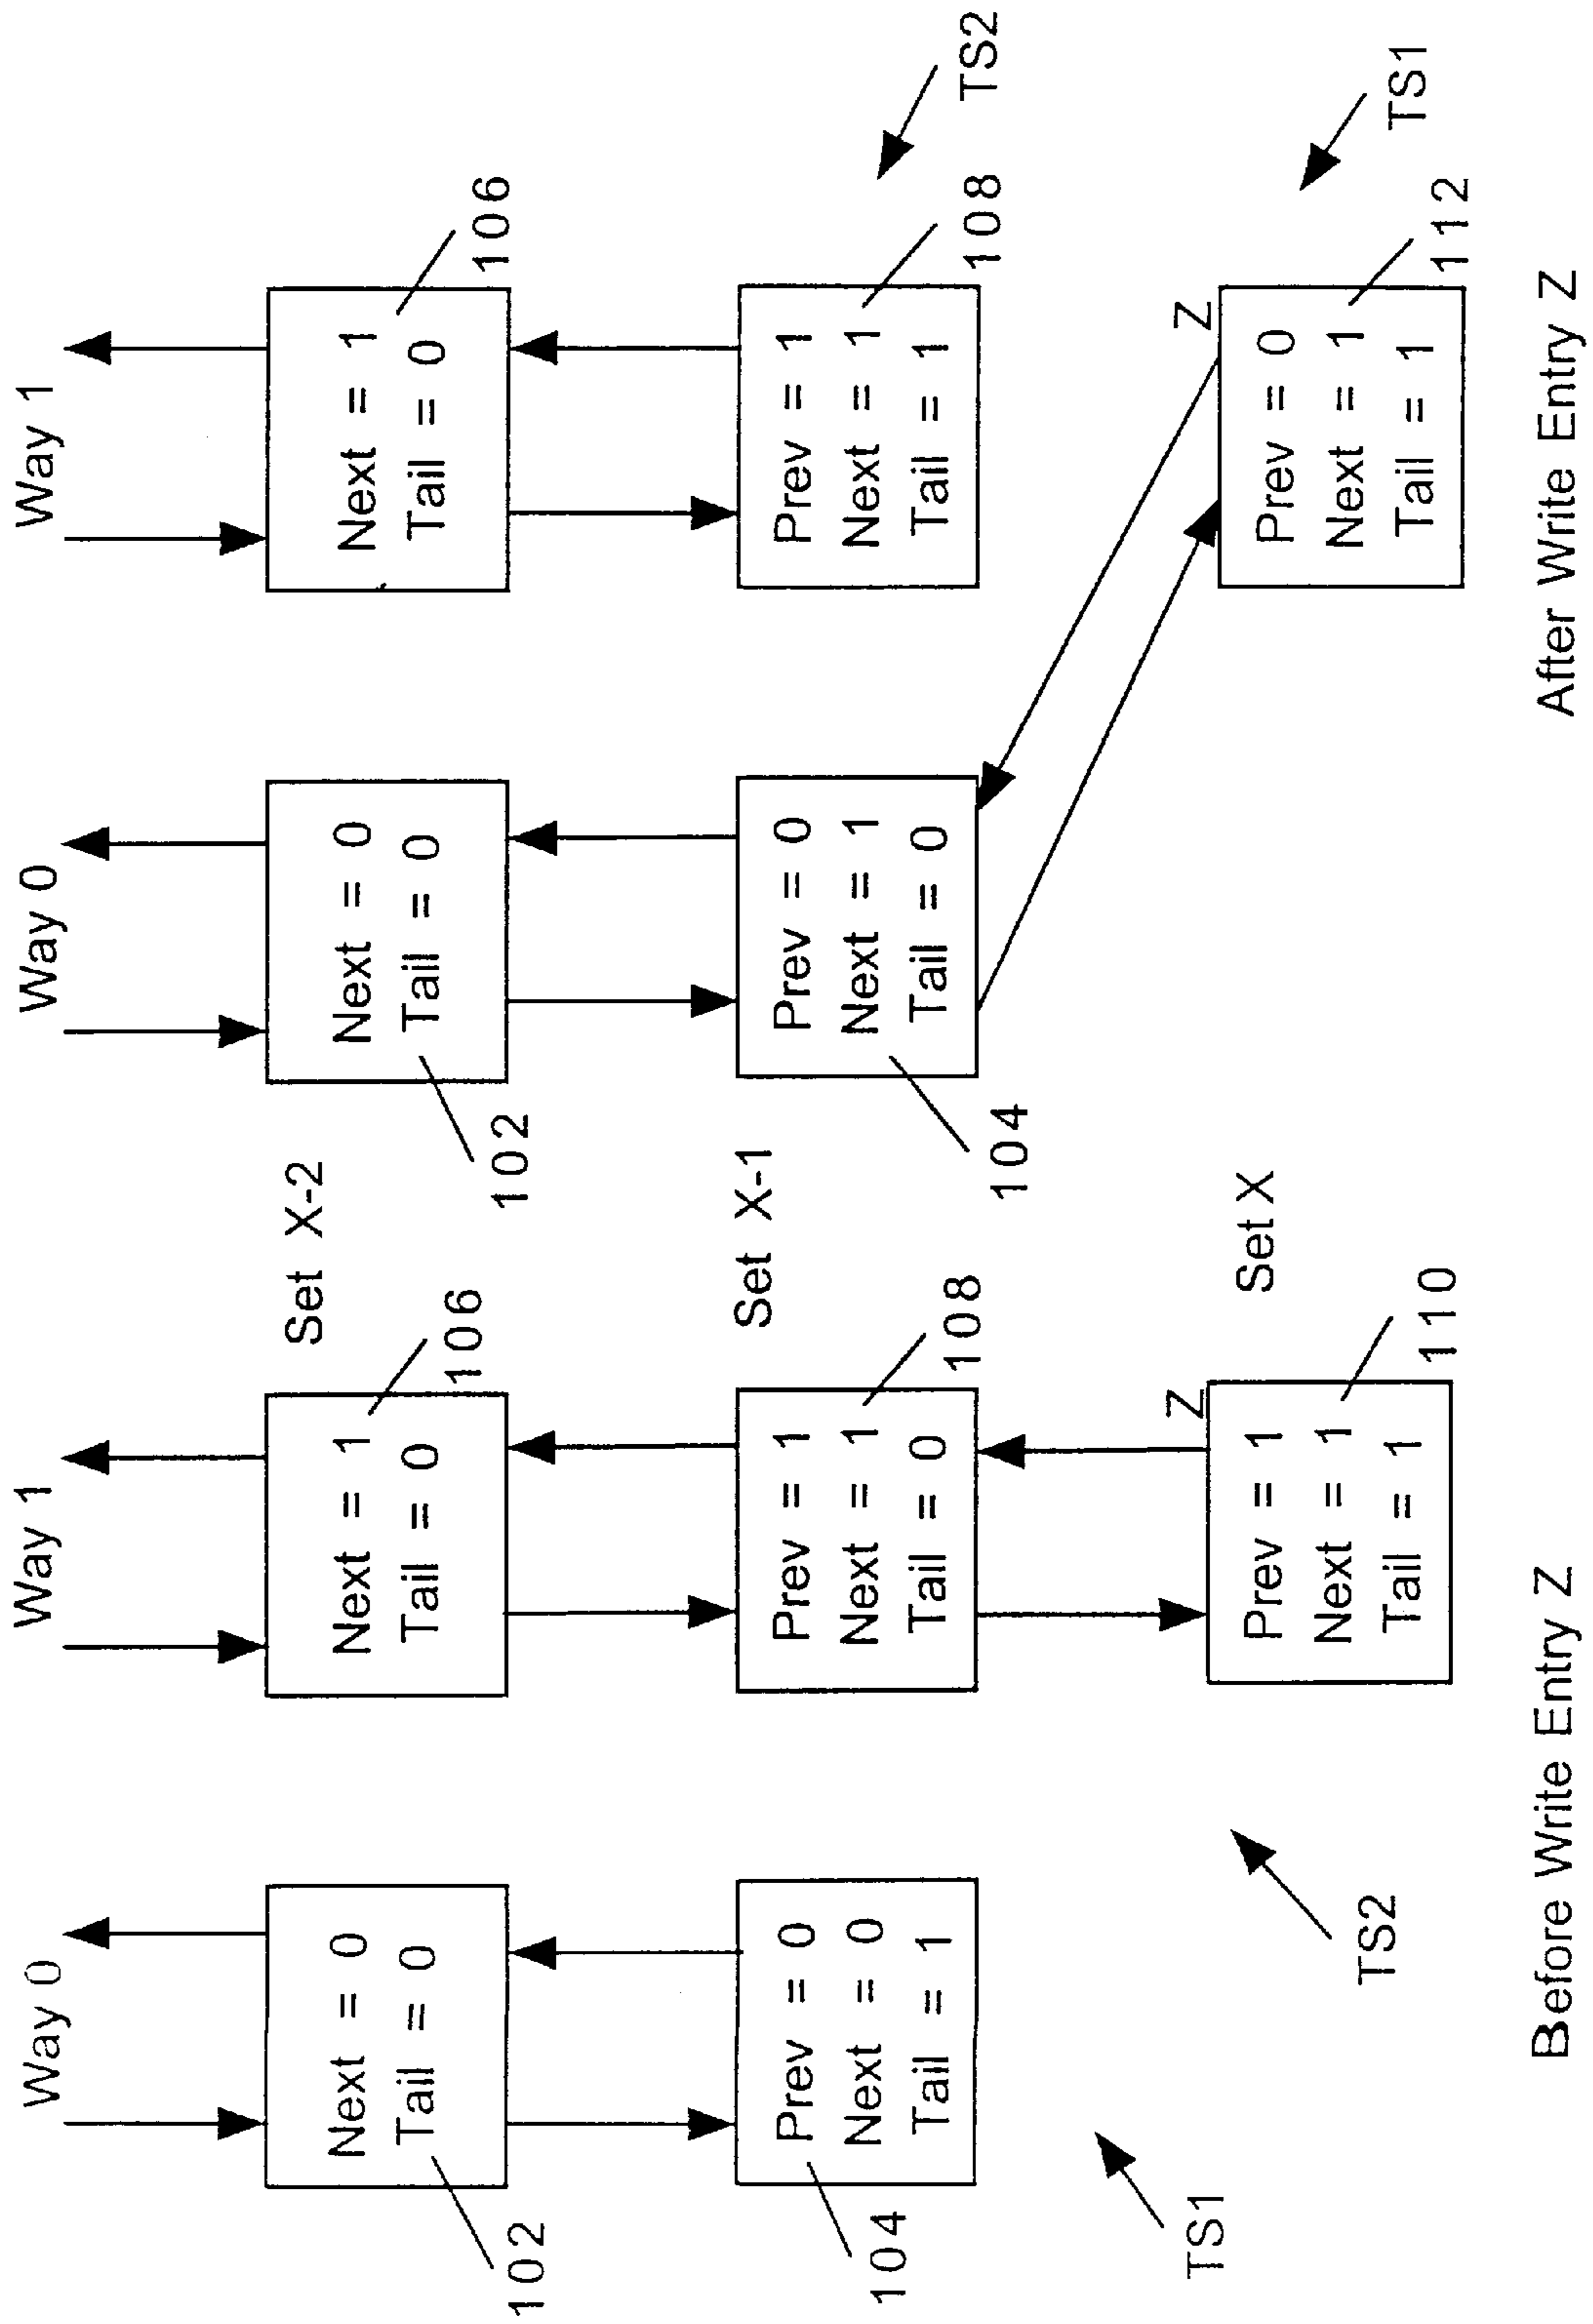 Way 0
Way 1
Way 0
Way 1
Next = 0
Tail = 0
102
Next = 1
Tail = 0
106
Set X-2
Next = 0
Tail = 0
102
Next = 1
Tail = 0
106
Prev = 0
Next = 0
Tail = 1
104
Prev = 1
Next = 1
Tail = 0
108
Set X-1
Prev = 0
Next = 1
Tail = 0
104
Prev = 1
Next = 1
Tail = 1
108
TS2
TS1
TS2
Z
Prev = 1
Next = 1
Tail = 1
110
Set X
Z
Prev = 0
Next = 1
Tail = 1
112
TS1
Before Write Entry Z
After Write Entry Z